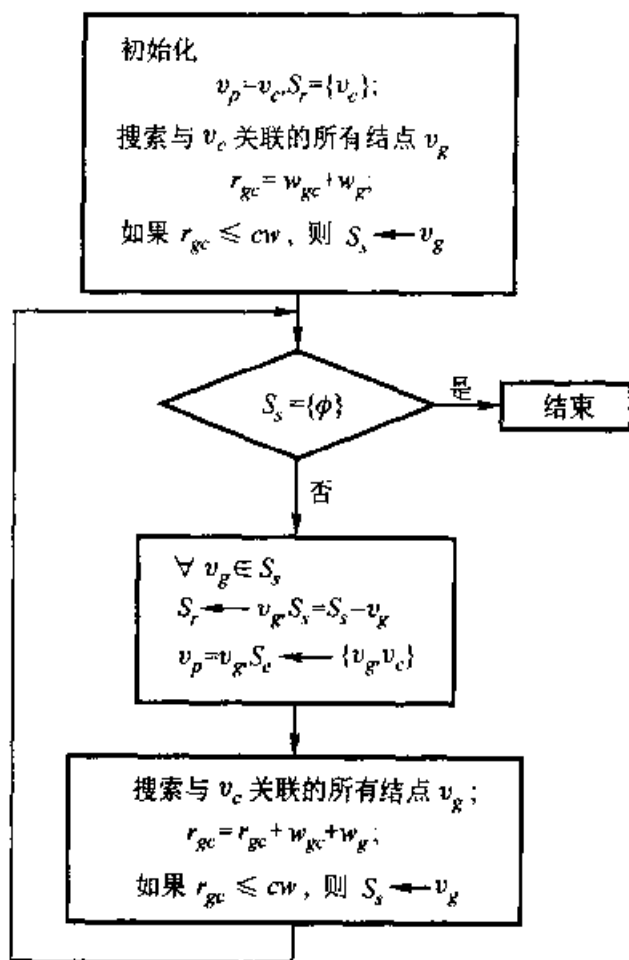 初始化
v_p=v_c, S_r={v_c};
搜索与 v_c 关联的所有结点 v_g
r_gc = w_gc + w_g;
如果 r_gc ≤ cw, 则 S_s ← v_g
S_s={ϕ}
是
结束
否
∀ v_g ∈ S_s
S_r ← v_g, S_s=S_s−v_g
v_p=v_g, S_e ← {v_g,v_c}
搜索与 v_c 关联的所有结点 v_g;
r_gc=r_gc+w_gc+w_g;
如果 r_gc ≤ cw, 则 S_s ← v_g